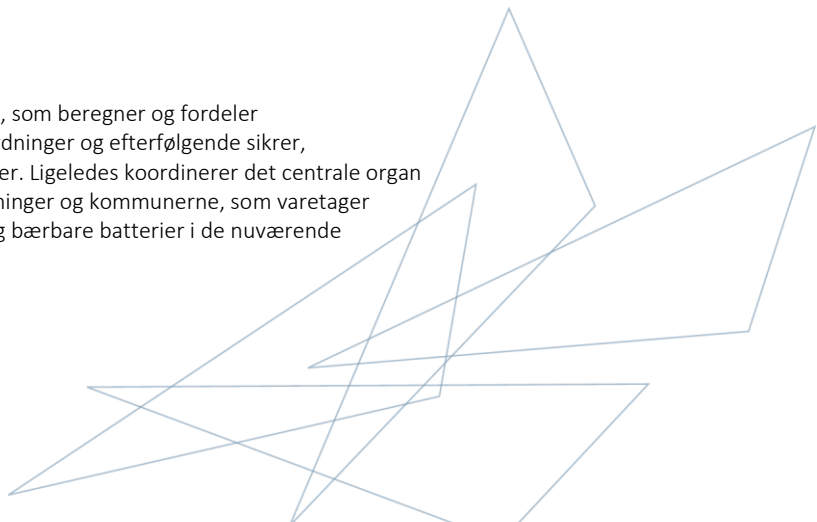 , som beregner og fordeler
dninger og efterfølgende sikrer,
er. Ligeledes koordinerer det centrale organ
ninger og kommunerne, som varetager
g bærbare batterier i de nuværende